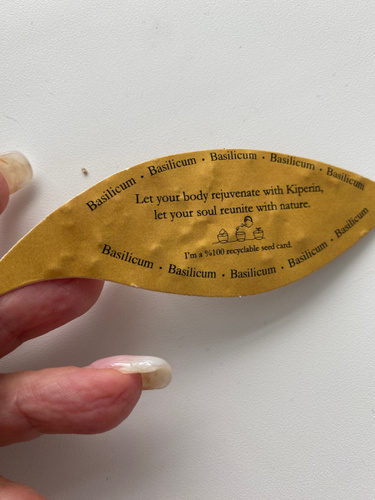 Basilicum · Basilicum · Basilicum · Basilicum · Basilicum
Let your body rejuvenate with Kiperin,
let your soul reunite with nature.
I'm a %100 recyclable seed card.
Basilicum · Basilicum · Basilicum · Basilicum · Basilicum